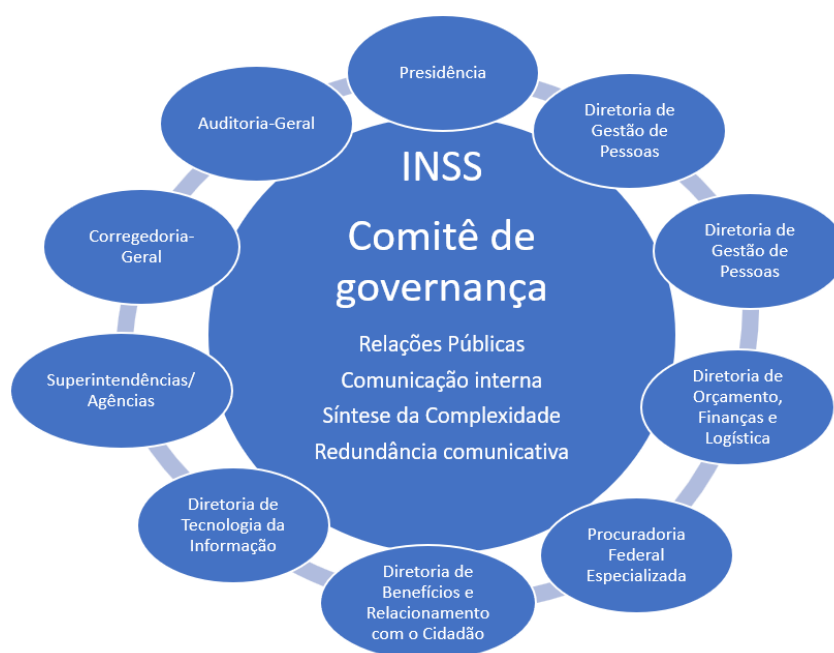 Presidência
Diretoria de
Gestão de
Pessoas
Diretoria de
Gestão de
Pessoas
Diretoria de
Orçamento,
Finanças e
Logística
Procuradoria
Federal
Especializada
Diretoria de
Benefícios e
Relacionamento
com o Cidadão
Diretoria de
Tecnologia da
Informação
Superintendências/
Agências
Corregedoria-
Geral
Auditoria-Geral
INSS
Comitê de
governança
Relações Públicas
Comunicação interna
Síntese da Complexidade
Redundância comunicativa